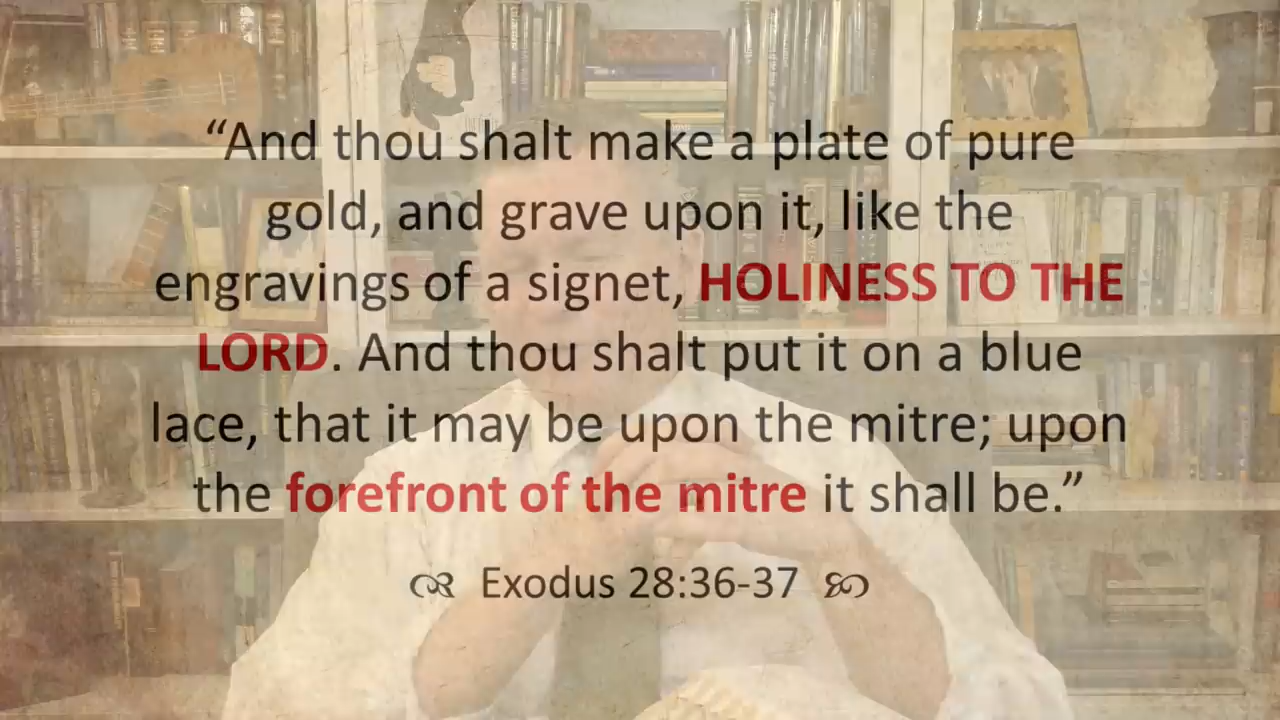 “And thou shalt make a plate of pure
gold, and grave upon it, like the
engravings of a signet, HOLINESS TO THE
LORD. And thou shalt put it on a blue
lace, that it may be upon the mitre; upon
the forefront of the mitre it shall be.”
Exodus 28:36-37